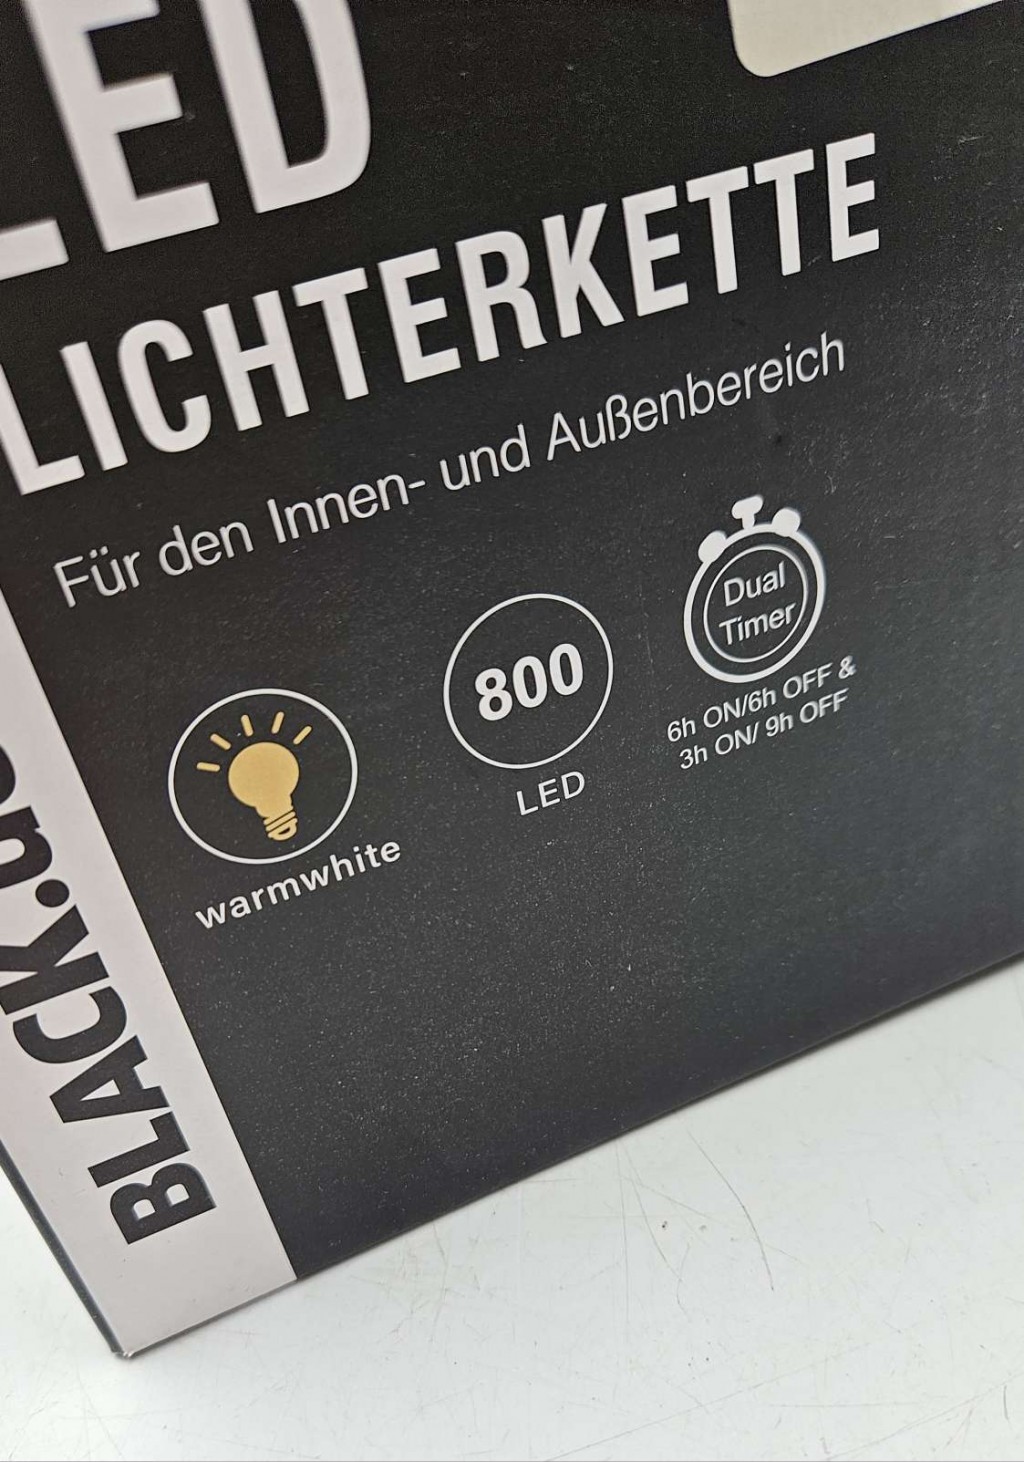 LED
LICHTERKETTE
Für den Innen- und Außenbereich
Dual
Timer
6h ON/6h OFF &
3h ON/ 9h OFF
800
LED
warmwhite
BLACK.de